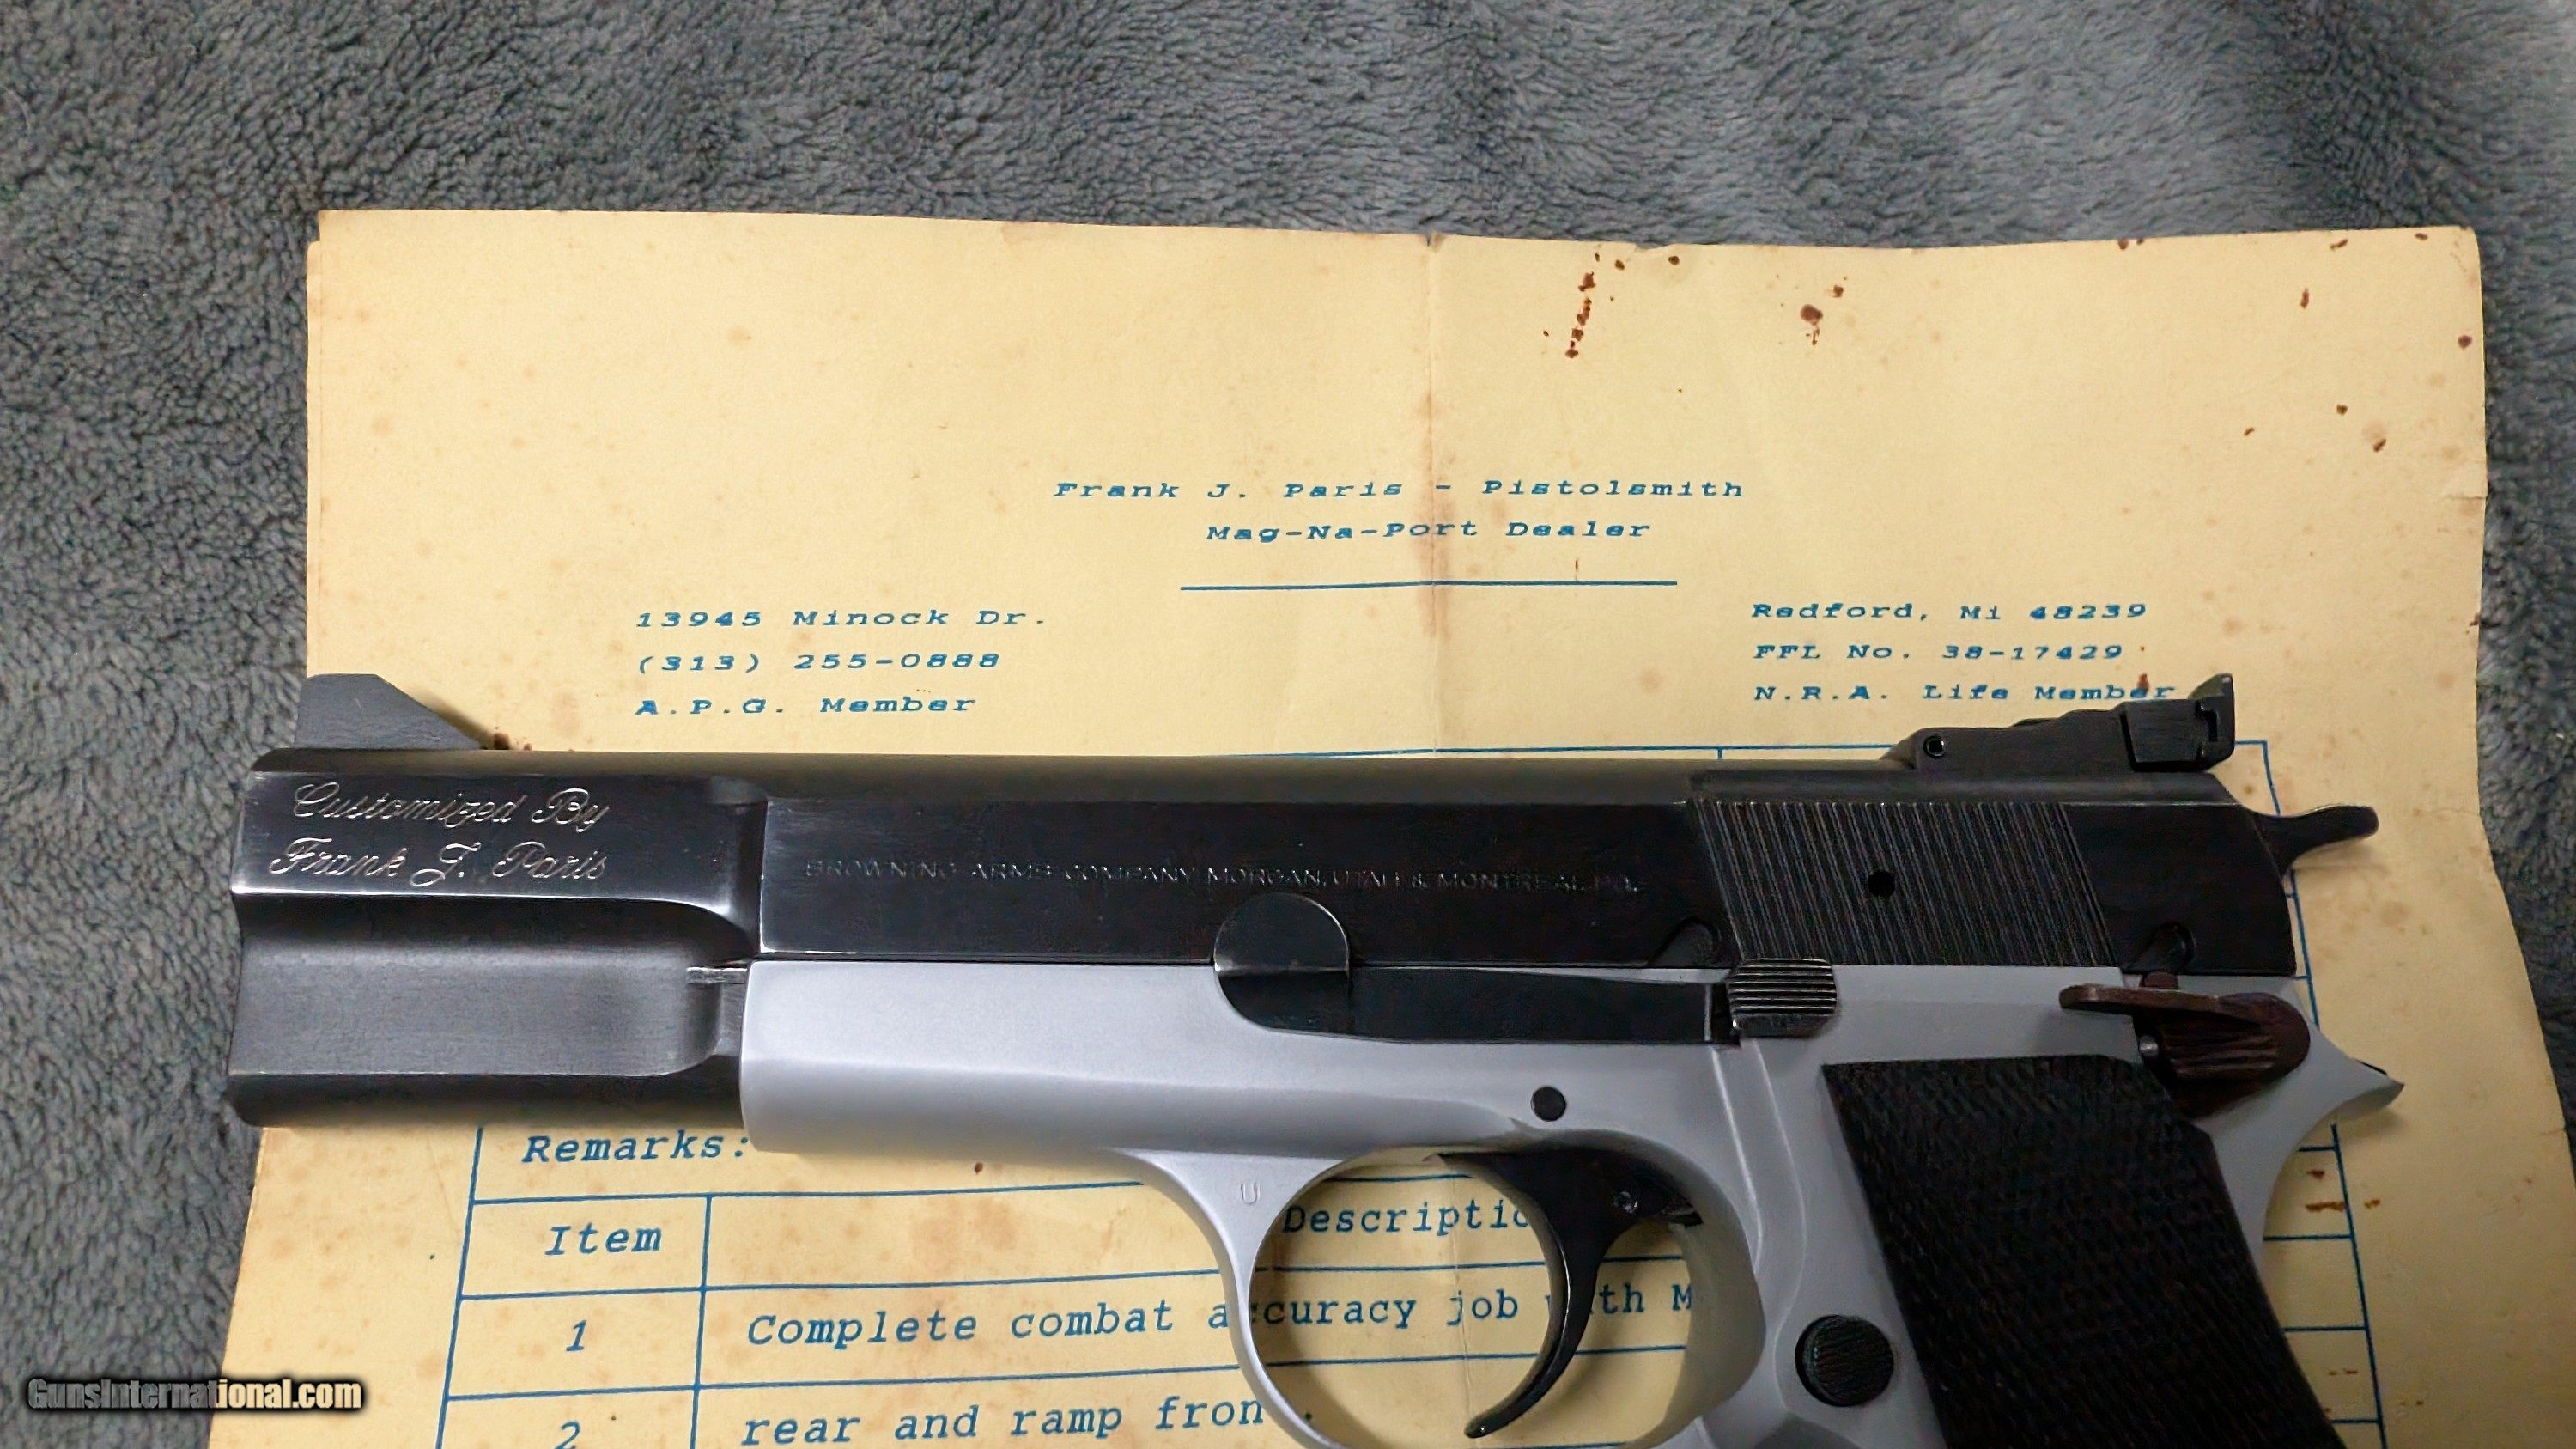 Frank J. Paris - Pistolsmith
Mag-Na-Port Dealer
13945 Minock Dr.
(313) 255-0888
A.P.G. Member
Redford, Mi 48239
FFL No. 38-17429
N.R.A. Life Member
Customized By
Frank J. Paris
BROWNING ARMS COMPANY MORGAN, UTAH & MONTREAL P.Q.
Remarks:
U
Item Descriptio
1 Complete combat accuracy job with M
2 rear and ramp fron
GunsInternational.com